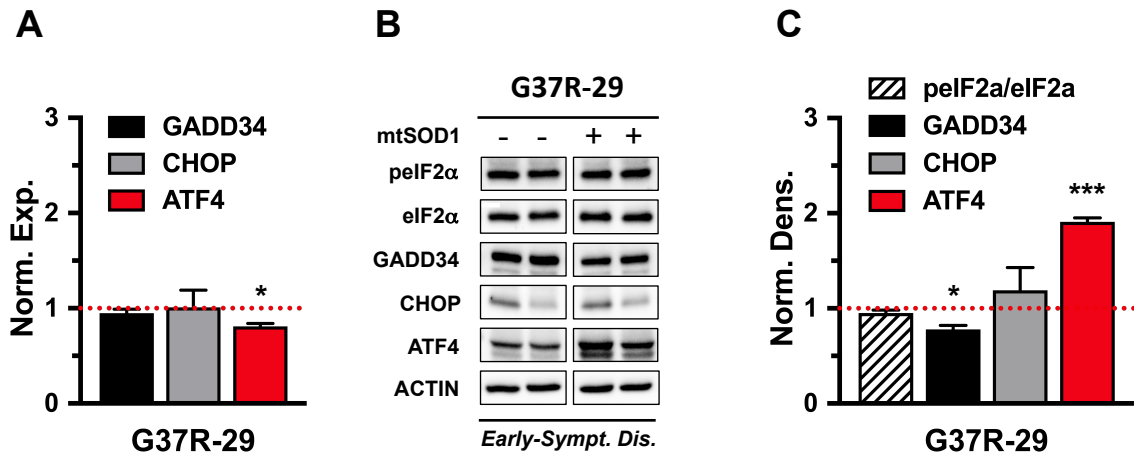 A
3
2
1
0
Norm. Exp.
GADD34
CHOP
ATF4
*
G37R-29
B
G37R-29
mtSOD1 - - + +
peIF2α
eIF2α
GADD34
CHOP
ATF4
ACTIN
Early-Sympt. Dis.
C
peIF2a/eIF2a
GADD34
CHOP
ATF4
3
2
1
0
Norm. Dens.
*
***
G37R-29